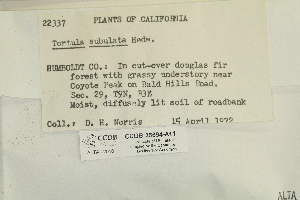 22337
PLANTS OF CALIFORNIA
Tortula subulata Hedw.
HUMBOLDT CO.: In cut-over douglas fir
forest with grassy understory near
Coyote Peak on Bald Hills Road.
Sec. 29, T9N, R3E
Moist, diffusely lit soil of roadbank
Coll.: D. H. Norris 15 April 1972
CCDB
CCDB 25694-A11
ALTA